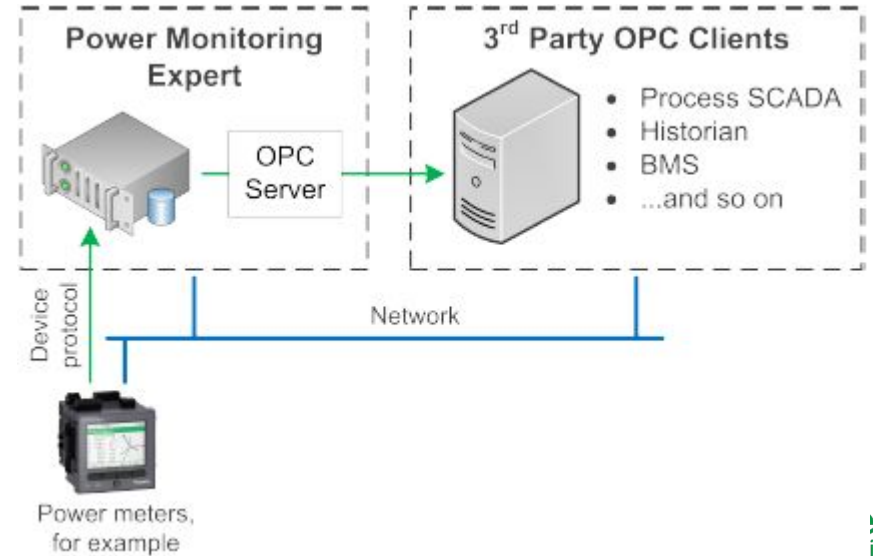 Power Monitoring
Expert
OPC
Server
3rd Party OPC Clients
• Process SCADA
• Historian
• BMS
• ...and so on
Device
protocol
Network
Power meters,
for example